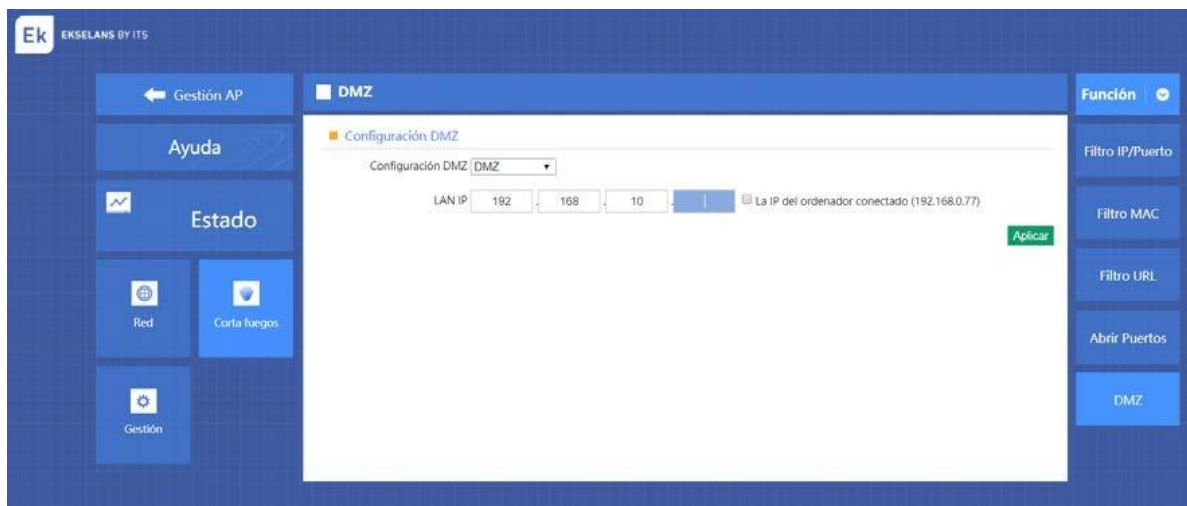 Ek EKSELANS BY ITS
Gestión AP
Ayuda
Estado
Red
Corta fuegos
Gestión
DMZ
Configuración DMZ
Configuración DMZ DMZ
LAN IP 192 . 168 . 10 . La IP del ordenador conectado (192.168.0.77)
Aplicar
Función
Filtro IP/Puerto
Filtro MAC
Filtro URL
Abrir Puertos
DMZ